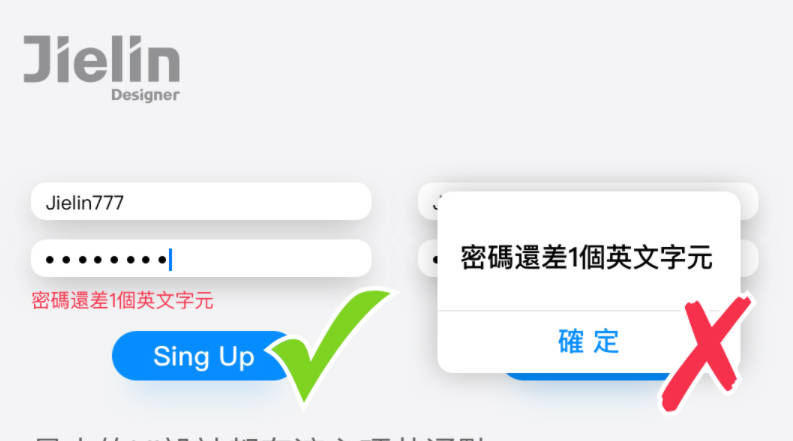 Jielin
Designer
Jielin777
密碼還差1個英文字元
Sing Up
密碼還差1個英文字元
確 定